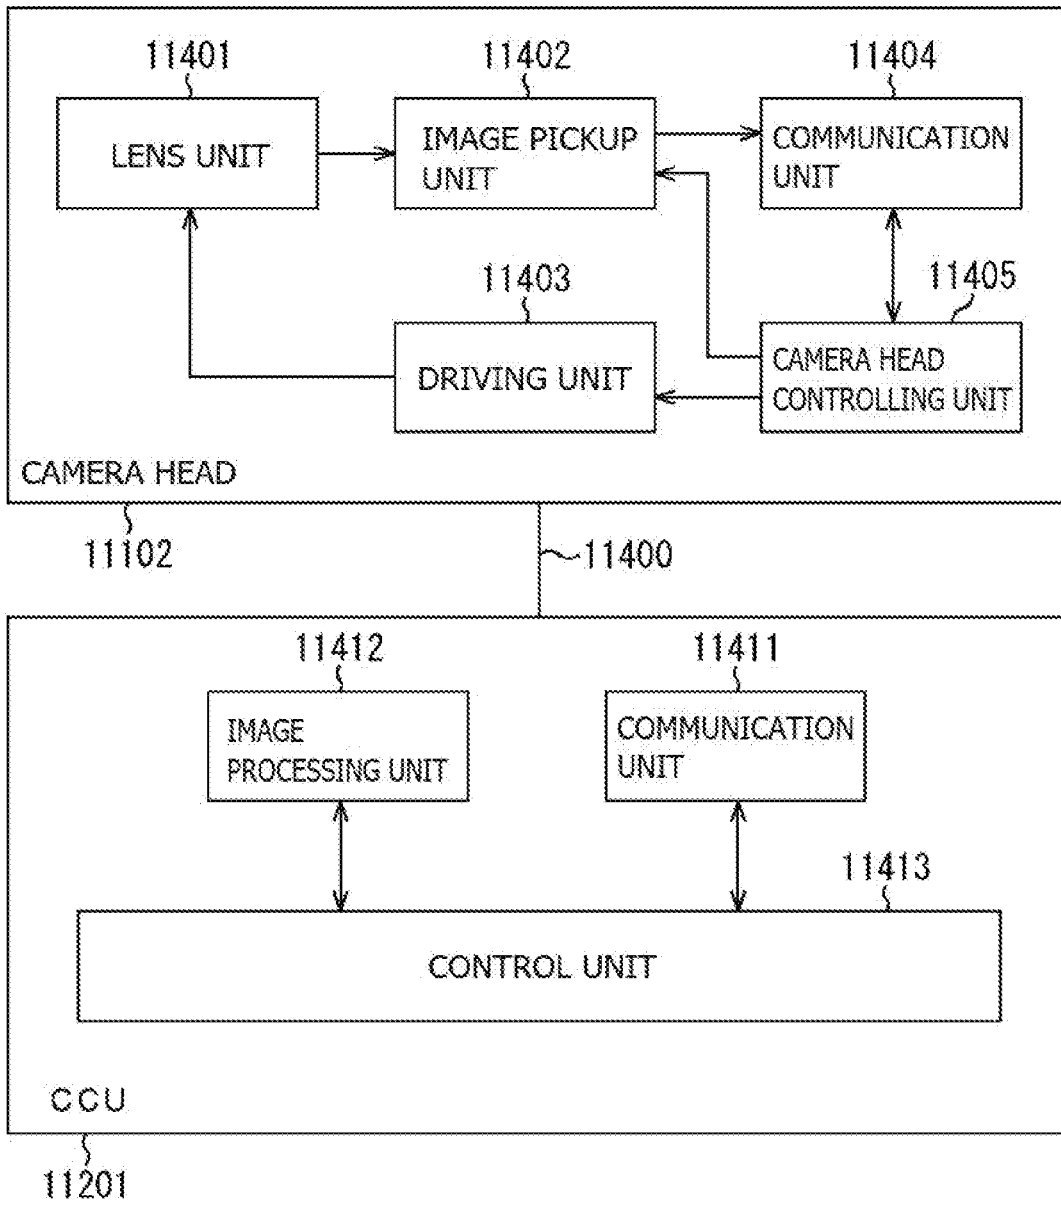 11401
11402
11404
LENS UNIT
IMAGE PICKUP
UNIT
COMMUNICATION
UNIT
11403
11405
DRIVING UNIT
CAMERA HEAD
CONTROLLING UNIT
CAMERA HEAD
11102
11400
11412
11411
IMAGE
PROCESSING UNIT
COMMUNICATION
UNIT
11413
CONTROL UNIT
CCU
11201